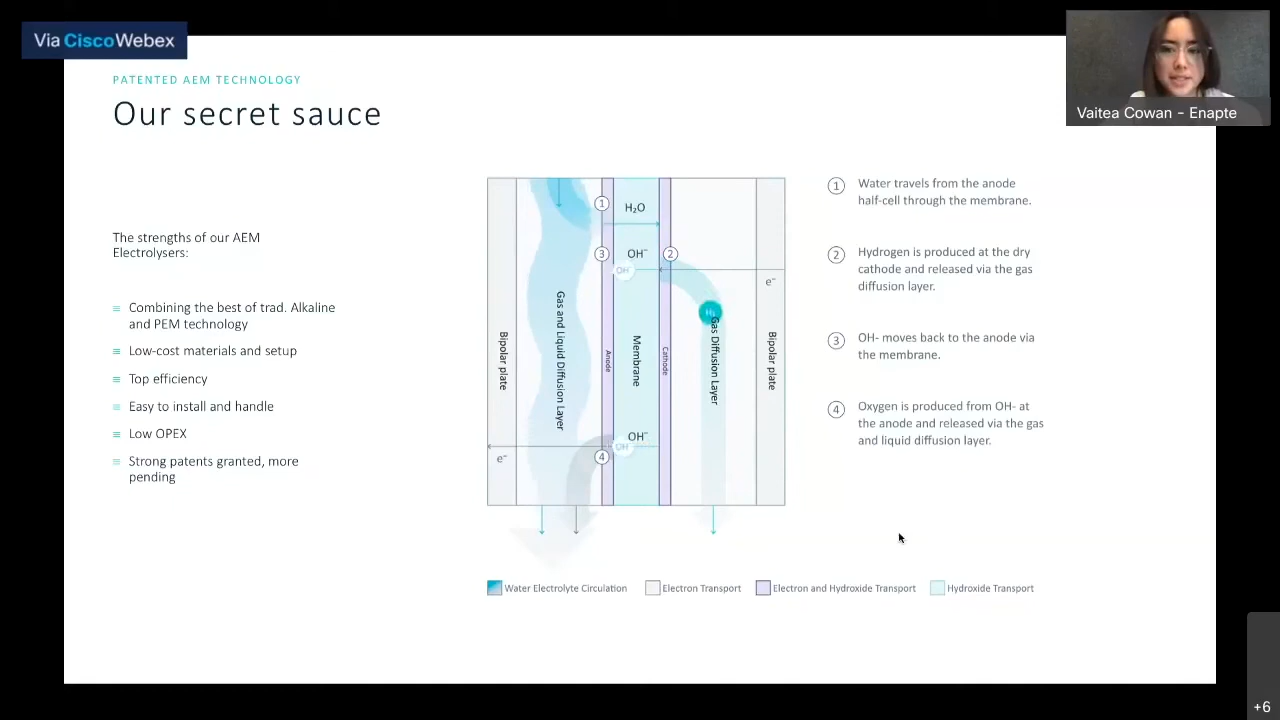 Via Cisco Webex
PATENTED AEM TECHNOLOGY
Our secret sauce
Vaitea Cowan - Enapte
The strengths of our AEM
Electrolysers:
Combining the best of trad. Alkaline
and PEM technology
Low-cost materials and setup
Top efficiency
Easy to install and handle
Low OPEX
Strong patents granted, more
pending
1
H₂O
3
OH⁻
2
OH⁻
e⁻
H₂
Bipolar plate
Gas and Liquid Diffusion Layer
Anode
Membrane
Cathode
Gas Diffusion Layer
Bipolar plate
OH⁻
OH⁻
4
e⁻
1
Water travels from the anode
half-cell through the membrane.
2
Hydrogen is produced at the dry
cathode and released via the gas
diffusion layer.
3
OH- moves back to the anode via
the membrane.
4
Oxygen is produced from OH- at
the anode and released via the gas
and liquid diffusion layer.
Water Electrolyte Circulation
Electron Transport
Electron and Hydroxide Transport
Hydroxide Transport
+6